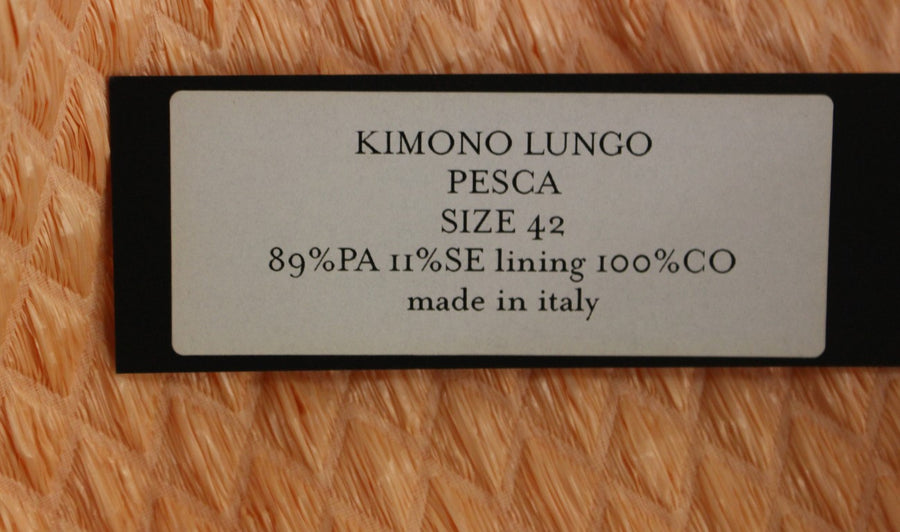 KIMONO LUNGO
PESCA
SIZE 42
89%PA 11%SE lining 100%CO
made in italy